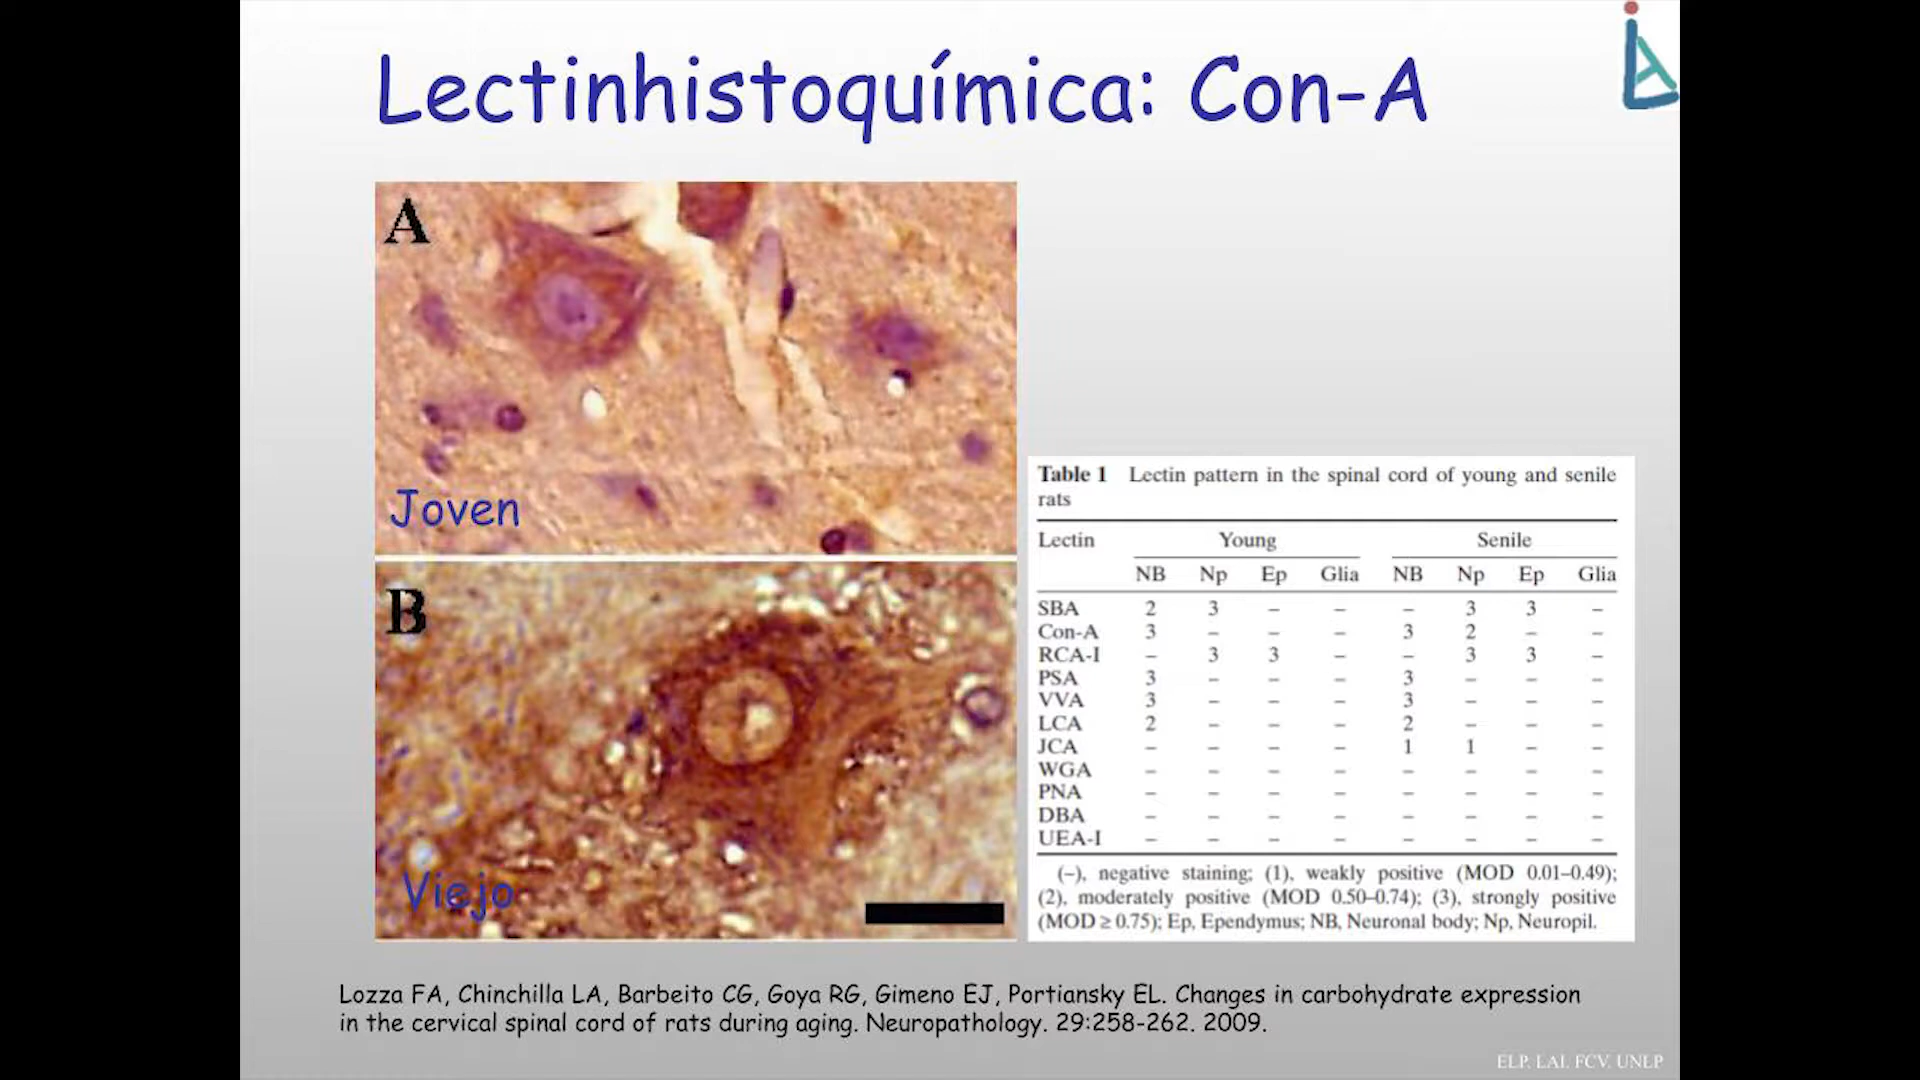 Lectinhistoquímica: Con-A
A
Joven
B
Viejo
Table 1 Lectin pattern in the spinal cord of young and senile
rats
Lectin Young Senile
NB Np Ep Glia NB Np Ep Glia
SBA 2 3 – – – 3 3 –
Con-A 3 – – – 3 2 – –
RCA-I – 3 3 – – 3 3 –
PSA 3 – – – 3 – – –
VVA 3 – – – 3 – – –
LCA 2 – – – 2 – – –
JCA – – – – 1 1 – –
WGA – – – – – – – –
PNA – – – – – – – –
DBA – – – – – – – –
UEA-I – – – – – – – –
(–), negative staining; (1), weakly positive (MOD 0.01–0.49);
(2), moderately positive (MOD 0.50–0.74); (3), strongly positive
(MOD ≥ 0.75); Ep, Ependymus; NB, Neuronal body; Np, Neuropil.
Lozza FA, Chinchilla LA, Barbeito CG, Goya RG, Gimeno EJ, Portiansky EL. Changes in carbohydrate expression
in the cervical spinal cord of rats during aging. Neuropathology. 29:258-262. 2009.
ELP. LAI. FCV. UNLP